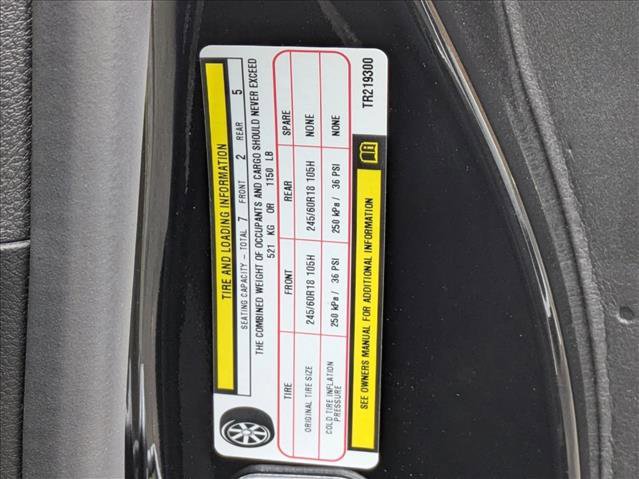 TIRE AND LOADING INFORMATION
SEATING CAPACITY - TOTAL 7 FRONT 2 REAR 5
THE COMBINED WEIGHT OF OCCUPANTS AND CARGO SHOULD NEVER EXCEED
521 KG OR 1150 LB
TIRE FRONT REAR SPARE
ORIGINAL TIRE SIZE 245/60R18 105H 245/60R18 105H NONE
COLD TIRE INFLATION PRESSURE 250 kPa/ 36 PSI 250 kPa/ 36 PSI NONE
SEE OWNERS MANUAL FOR ADDITIONAL INFORMATION
TR219300